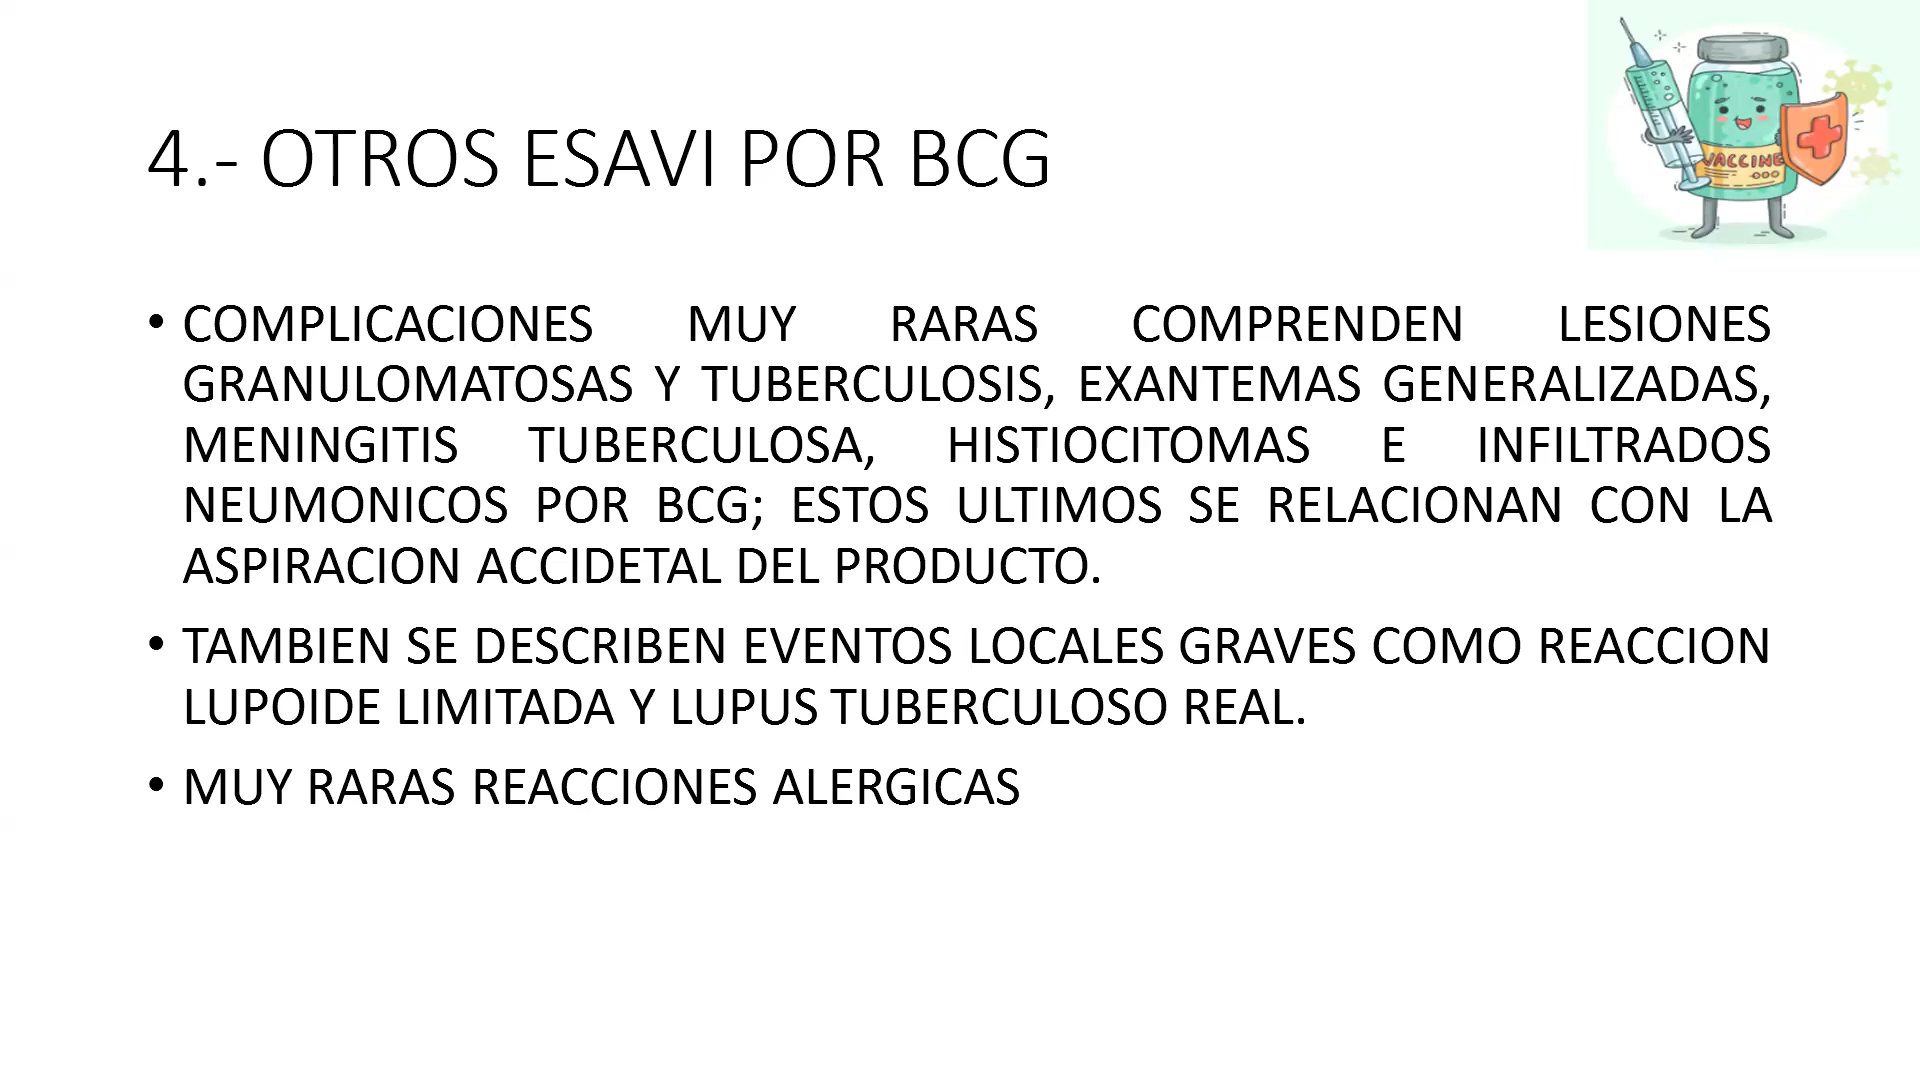 4.- OTROS ESAVI POR BCG
VACCINE
• COMPLICACIONES MUY RARAS COMPRENDEN LESIONES
GRANULOMATOSAS Y TUBERCULOSIS, EXANTEMAS GENERALIZADAS,
MENINGITIS TUBERCULOSA, HISTIOCITOMAS E INFILTRADOS
NEUMONICOS POR BCG; ESTOS ULTIMOS SE RELACIONAN CON LA
ASPIRACION ACCIDETAL DEL PRODUCTO.
• TAMBIEN SE DESCRIBEN EVENTOS LOCALES GRAVES COMO REACCION
LUPOIDE LIMITADA Y LUPUS TUBERCULOSO REAL.
• MUY RARAS REACCIONES ALERGICAS